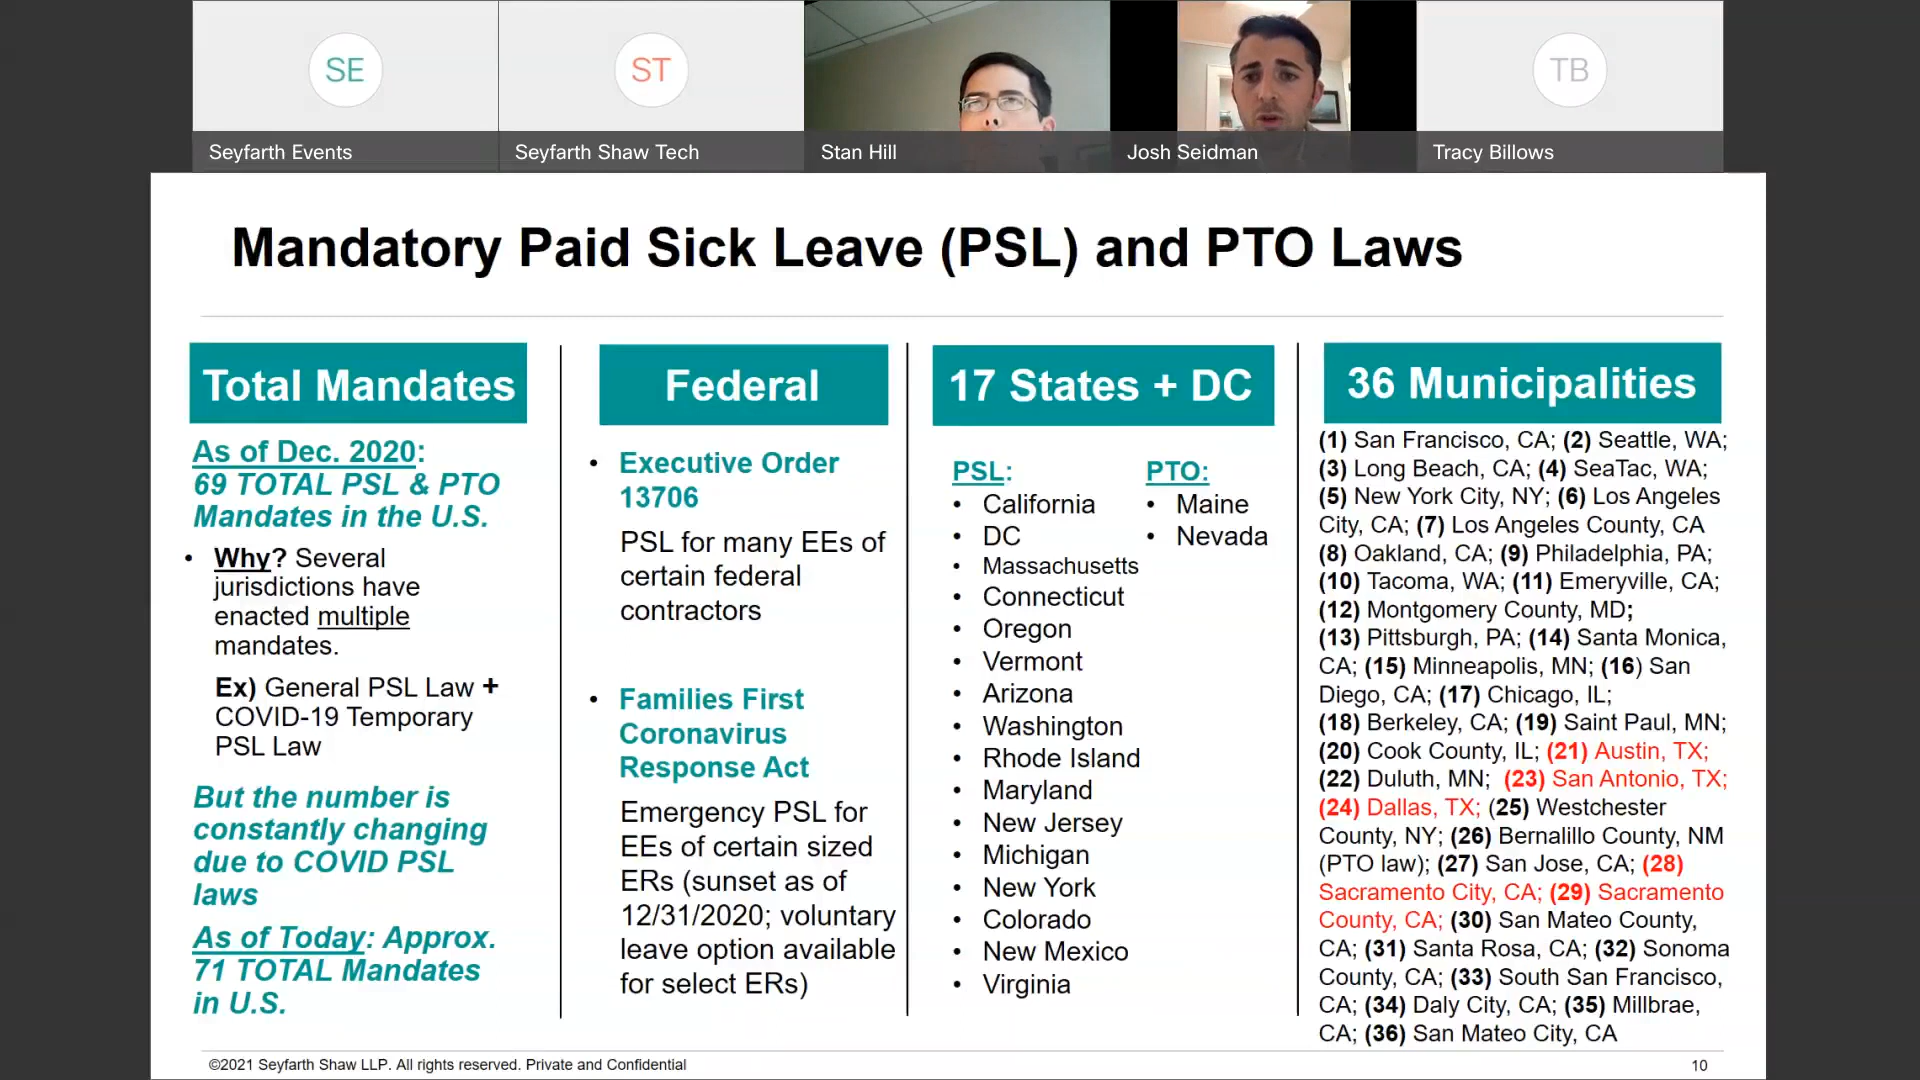 SE
ST
TB
Seyfarth Events
Seyfarth Shaw Tech
Stan Hill
Josh Seidman
Tracy Billows
Mandatory Paid Sick Leave (PSL) and PTO Laws
Total Mandates
As of Dec. 2020:
69 TOTAL PSL & PTO
Mandates in the U.S.
• Why? Several
jurisdictions have
enacted multiple
mandates.
Ex) General PSL Law +
COVID-19 Temporary
PSL Law
But the number is
constantly changing
due to COVID PSL
laws
As of Today: Approx.
71 TOTAL Mandates
in U.S.
Federal
• Executive Order
13706
PSL for many EEs of
certain federal
contractors
• Families First
Coronavirus
Response Act
Emergency PSL for
EEs of certain sized
ERs (sunset as of
12/31/2020; voluntary
leave option available
for select ERs)
17 States + DC
PSL:
• California
• DC
• Massachusetts
• Connecticut
• Oregon
• Vermont
• Arizona
• Washington
• Rhode Island
• Maryland
• New Jersey
• Michigan
• New York
• Colorado
• New Mexico
• Virginia
PTO:
• Maine
• Nevada
36 Municipalities
(1) San Francisco, CA; (2) Seattle, WA;
(3) Long Beach, CA; (4) SeaTac, WA;
(5) New York City, NY; (6) Los Angeles
City, CA; (7) Los Angeles County, CA
(8) Oakland, CA; (9) Philadelphia, PA;
(10) Tacoma, WA; (11) Emeryville, CA;
(12) Montgomery County, MD;
(13) Pittsburgh, PA; (14) Santa Monica,
CA; (15) Minneapolis, MN; (16) San
Diego, CA; (17) Chicago, IL;
(18) Berkeley, CA; (19) Saint Paul, MN;
(20) Cook County, IL; (21) Austin, TX;
(22) Duluth, MN; (23) San Antonio, TX;
(24) Dallas, TX; (25) Westchester
County, NY; (26) Bernalillo County, NM
(PTO law); (27) San Jose, CA; (28)
Sacramento City, CA; (29) Sacramento
County, CA; (30) San Mateo County,
CA; (31) Santa Rosa, CA; (32) Sonoma
County, CA; (33) South San Francisco,
CA; (34) Daly City, CA; (35) Millbrae,
CA; (36) San Mateo City, CA
©2021 Seyfarth Shaw LLP. All rights reserved. Private and Confidential
10